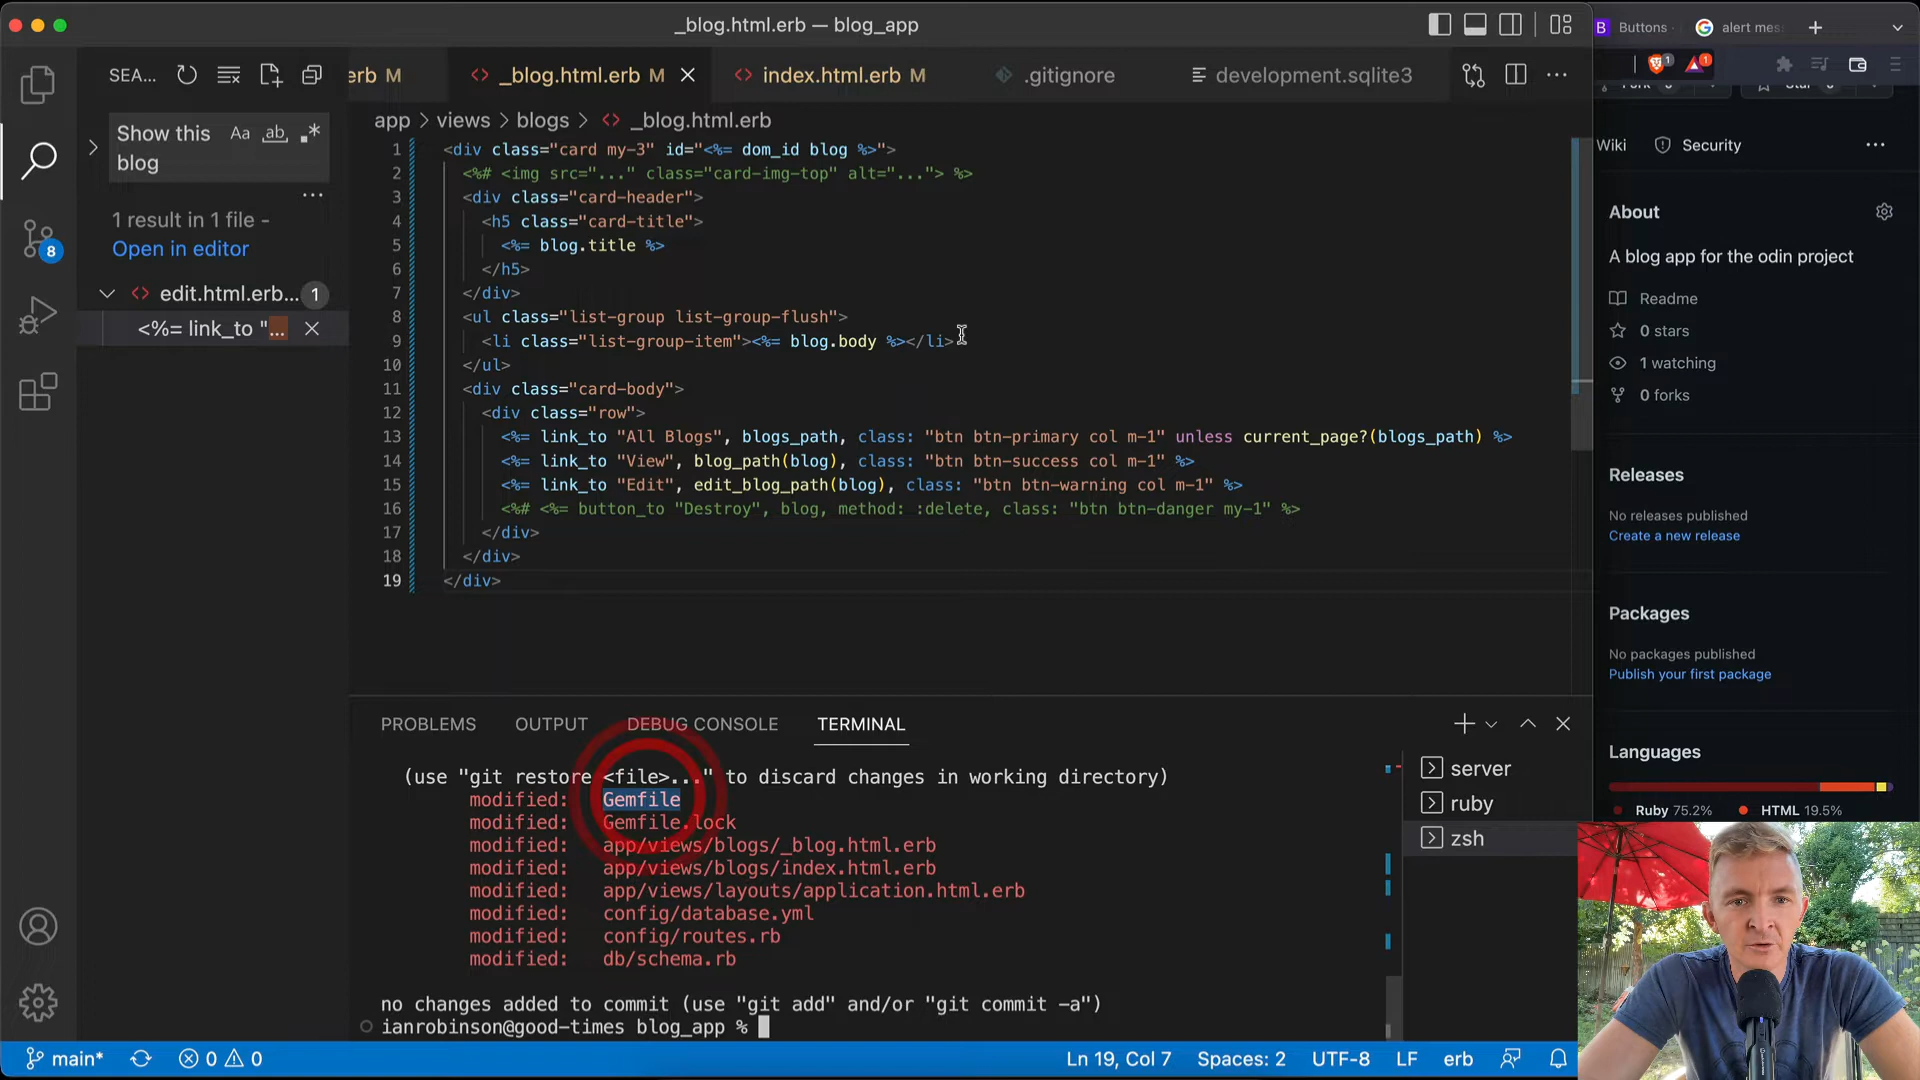 _blog.html.erb — blog_app
Buttons
alert mes
SEA...
erb M
_blog.html.erb M
index.html.erb M
.gitignore
development.sqlite3
app > views > blogs > _blog.html.erb
Show this
blog
Aa
ab
1 result in 1 file -
Open in editor
edit.html.erb... 1
<%= link_to "...
8
1 <div class="card my-3" id="<%= dom_id blog %>">
2 <%# <img src="..." class="card-img-top" alt="..."> %>
3 <div class="card-header">
4 <h5 class="card-title">
5 <%= blog.title %>
6 </h5>
7 </div>
8 <ul class="list-group list-group-flush">
9 <li class="list-group-item"><%= blog.body %></li>
10 </ul>
11 <div class="card-body">
12 <div class="row">
13 <%= link_to "All Blogs", blogs_path, class: "btn btn-primary col m-1" unless current_page?(blogs_path) %>
14 <%= link_to "View", blog_path(blog), class: "btn btn-success col m-1" %>
15 <%= link_to "Edit", edit_blog_path(blog), class: "btn btn-warning col m-1" %>
16 <%# <%= button_to "Destroy", blog, method: :delete, class: "btn btn-danger my-1" %>
17 </div>
18 </div>
19 </div>
PROBLEMS OUTPUT DEBUG CONSOLE TERMINAL
(use "git restore <file>..." to discard changes in working directory)
modified: Gemfile
modified: Gemfile.lock
modified: app/views/blogs/_blog.html.erb
modified: app/views/blogs/index.html.erb
modified: app/views/layouts/application.html.erb
modified: config/database.yml
modified: config/routes.rb
modified: db/schema.rb
no changes added to commit (use "git add" and/or "git commit -a")
ianrobinson@good-times blog_app %
server
ruby
zsh
main* 0 0
Ln 19, Col 7 Spaces: 2 UTF-8 LF erb
Wiki Security
About
A blog app for the odin project
Readme
0 stars
1 watching
0 forks
Releases
No releases published
Create a new release
Packages
No packages published
Publish your first package
Languages
Ruby 75.2% HTML 19.5%